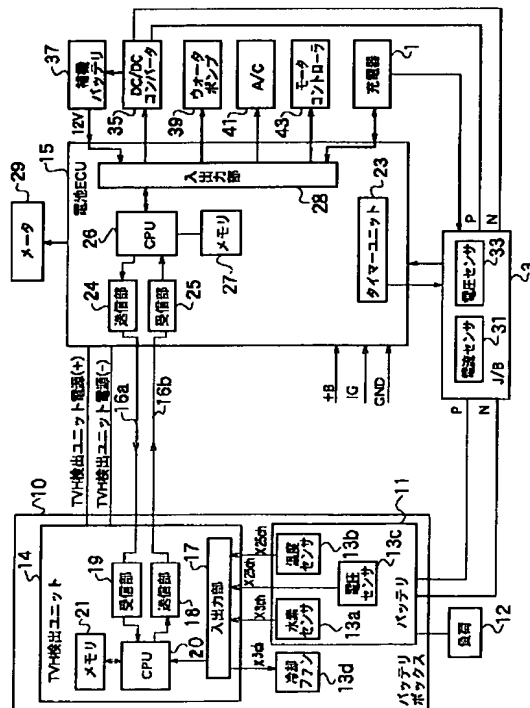 メータ
29
15
電池ECU
12V
補機バッテリ
37
DC/DCコンバータ
35
ウォータポンプ
39
A/C
41
モータコントローラ
43
充電器
1
入出力部
28
CPU
26
メモリ
27
送信部
24
受信部
25
タイマーユニット
23
TVH検出ユニット電源(+)
TVH検出ユニット電源(-)
16a
16b
+B
IG
GND
10
14
TVH検出ユニット
メモリ
21
CPU
20
受信部
19
送信部
18
入出力部
17
X3ch
X3ch
X25ch
X25ch
冷却ファン
13d
11
水素センサ
13a
温度センサ
13b
電圧センサ
13c
バッテリ
バッテリボックス
負荷
12
P
N
P
N
電流センサ
31
電圧センサ
33
J/B
3